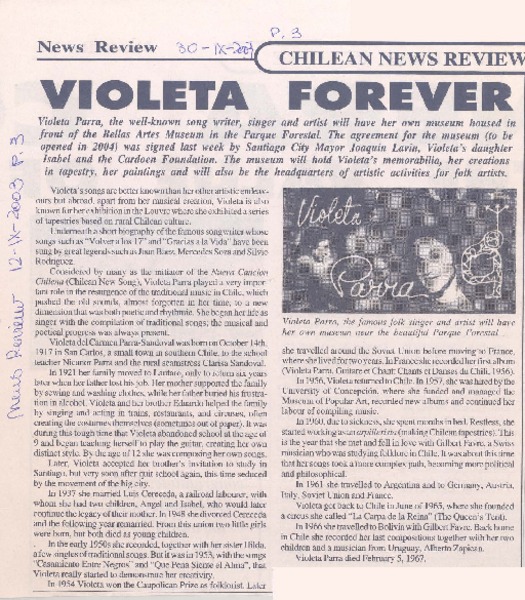 News Review
30-IX-2003
P. 3
CHILEAN NEWS REVIEW
VIOLETA FOREVER
Violeta Parra, the well-known song writer, singer and artist will have her own museum housed in
front of the Bellas Artes Museum in the Parque Forestal. The agreement for the museum (to be
opened in 2004) was signed last week by Santiago City Mayor Joaquin Lavin, Violeta's daughter
Isabel and the Cardoen Foundation. The museum will hold Violeta's memorabilia, her creations
in tapestry, her paintings and will also be the headquarters of artistic activities for folk artists.
News Review 12-IX-2003 P. 3
Violeta's songs are better known than her other artistic endeav-
ours but abroad, apart from her musical creation, Violeta is also
known for her exhibition in the Louvre where she exhibited a series
of tapestries based on rural Chilean culture.
Underneath a short biography of the famous song writer whose
songs such as "Volver a los 17" and "Gracias a la Vida" have been
sung by great legends such as Joan Baez, Mercedes Sosa and Silvio
Rodriguez.
Considered by many as the initiator of the Nueva Cancion
Chilena (Chilean New Song), Violeta Parra played a very impor-
tant role in the resurgence of the traditional music in Chile, which
pushed the old sounds, almost forgotten in her time, to a new
dimension that was both poetic and rhythmic. She began her life as
singer with the compilation of traditional songs; the musical and
poetical progress was always present.
Violeta del Carmen Parra-Sandoval was born on October 14th,
1917 in San Carlos, a small town in southern Chile, to the school
teacher Nicanor Parra and the rural seamstress Clarisa Sandoval.
In 1921 her family moved to Lautaro, only to return six years
later when her father lost his job. Her mother supported the family
by sewing and washing clothes, while her father buried his frustra-
tion in alcohol. Violeta and her brother Eduardo helped the family
by singing and acting in trains, restaurants, and circuses, often
creating the costumes themselves (sometimes out of paper). It was
during this tough time that Violeta abandoned school at the age of
9 and began teaching herself to play the guitar, creating her own
distinct style. By the age of 12 she was composing her own songs.
Later, Violeta accepted her brother's invitation to study in
Santiago, but very soon after quit school again, this time seduced
by the movement of the big city.
In 1937 she married Luis Cereceda, a railroad labourer, with
whom she had two children, Angel and Isabel, who would later
continue the legacy of their mother. In 1948 she divorced Cereceda
and the following year remarried. From this union two little girls
were born, but both died as young children.
In the early 1950s she recorded, together with her sister Hilda,
a few singles of traditional songs. But it was in 1953, with the songs
"Casamiento Entre Negros" and "Que Pena Siente el Alma", that
Violeta really started to demonstrate her creativity.
In 1954 Violeta won the Caupolican Prize as folklorist. Later
Violeta
Parra
Violeta Parra, the famous folk singer and artist will have
her own museum near the beautiful Parque Forestal
she travelled around the Soviet Union before moving to France,
where she lived for two years. In France she recorded her first album
(Violeta Parra, Guitare et Chant: Chants et Danses du Chili, 1956).
In 1956, Violeta returned to Chile. In 1957, she was hired by the
University of Concepción, where she funded and managed the
Museum of Popular Art, recorded new albums and continued her
labour of compiling music.
In 1960, due to sickness, she spent months in bed. Restless, she
started working as an arpillerista (making Chilean tapestries). This
is the year that she met and fell in love with Gilbert Favre, a Swiss
musician who was studying folklore in Chile. It was about this time
that her songs took a more complex path, becoming more political
and philosophical.
In 1961 she travelled to Argentina and to Germany, Austria,
Italy, Soviet Union and France.
Violeta got back to Chile in June of 1965, where she founded
a circus she called "La Carpa de la Reina" (The Queen's Tent).
In 1966 she travelled to Bolivia with Gilbert Favre. Back home
in Chile she recorded her last compositions together with her two
children and a musician from Uruguay, Alberto Zapican.
Violeta Parra died February 5, 1967.